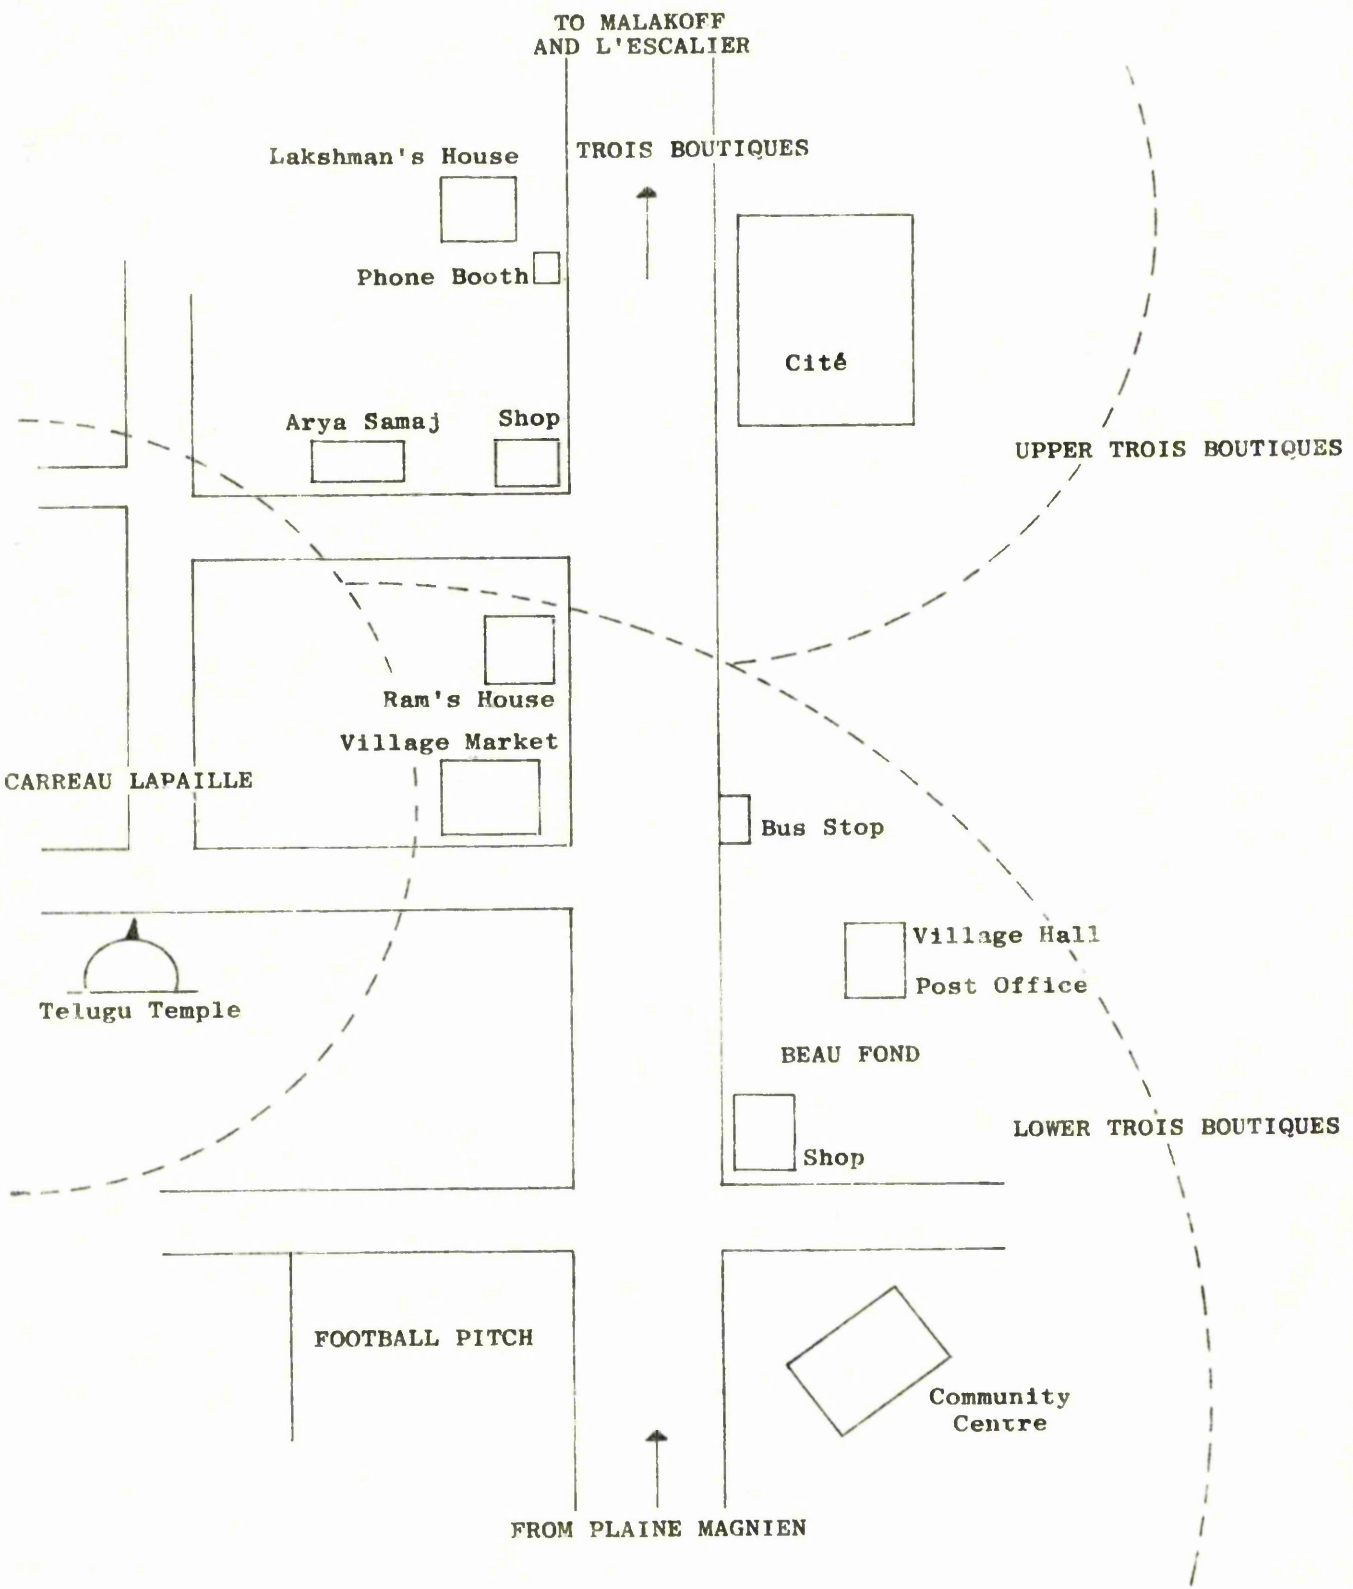 TO MALAKOFF
AND L'ESCALIER
TROIS BOUTIQUES
Lakshman's House
Phone Booth
Cité
Arya Samaj
Shop
UPPER TROIS BOUTIQUES
Ram's House
Village Market
CARREAU LAPAILLE
Bus Stop
Village Hall
Post Office
Telugu Temple
BEAU FOND
LOWER TROIS BOUTIQUES
Shop
FOOTBALL PITCH
Community
Centre
FROM PLAINE MAGNIEN